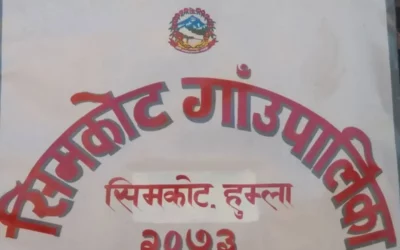 सिमकोट गाँउपालिका
सिमकोट, हुम्ला
२०७३